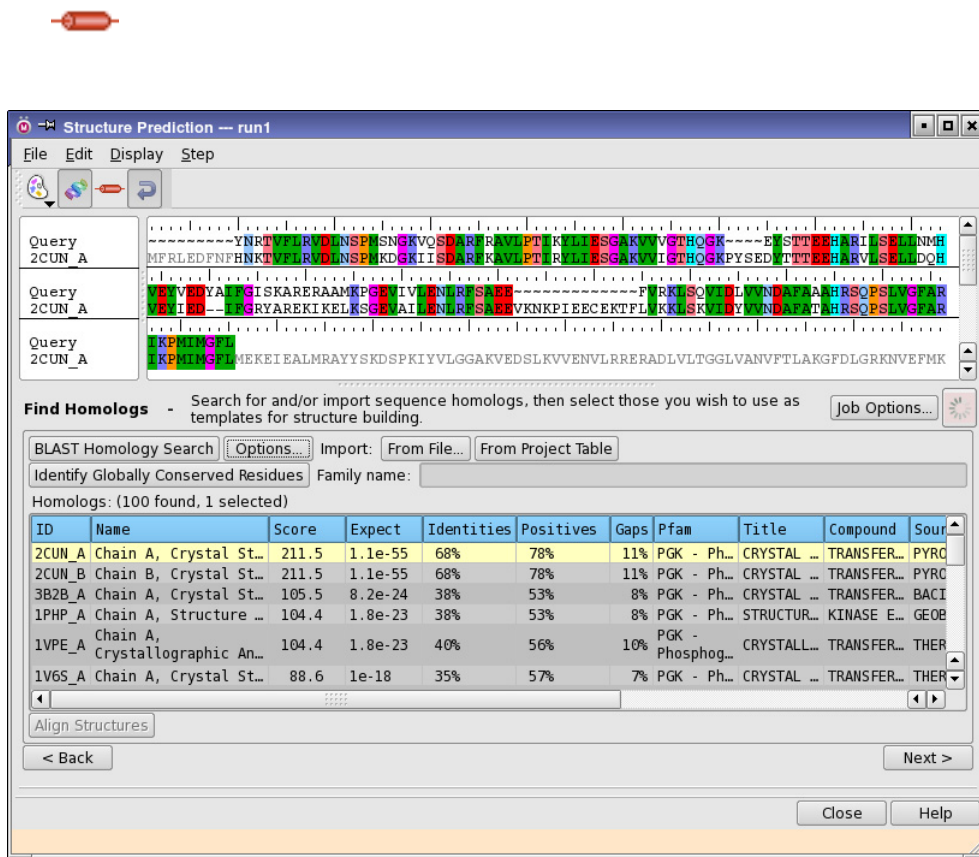 Structure Prediction --- run1
File Edit Display Step
Query ~~~~~~~~~YNRTVFLRVDLNSPMSNGKVQSDARFRAVLPTIKYLIESGAKVVVGTHQGK~~~~EYSTTEEHARILSELLNMH
2CUN_A MFRLEDFNFHNKTVFLRVDLNSPMKDGKIISDARFKAVLPTIRYLIESGAKVVIGTHQGKPYSEDYTTTEEHARVLSELLDQH
Query VEYVEDYAIFGISKARERAAMKPGEVIVLENLRFSAEE~~~~~~~~~~~~~~FVRKLSQVIDLVVNDAFAAAHRSQPSLVGFAR
2CUN_A VEYIED--IFGRYAREKIKELKSGEVAILENLRFSAEEVKNKPIEECEKTFLVKKLSKVIDYVVNDAFATAHRSQPSLVGFAR
Query IKPMIMGFL
2CUN_A IKPMIMGFLMEKEIEALMRAYYSKDSPKIYVLGGAKVEDSLKVVENVLRRERADLVLTGGLVANVFTLAKGFDLGRKNVEFMK
Find Homologs - Search for and/or import sequence homologs, then select those you wish to use as
templates for structure building.
Job Options...
BLAST Homology Search Options... Import: From File... From Project Table
Identify Globally Conserved Residues Family name:
Homologs: (100 found, 1 selected)
ID Name Score Expect Identities Positives Gaps Pfam Title Compound Sour
2CUN_A Chain A, Crystal St... 211.5 1.1e-55 68% 78% 11% PGK - Ph... CRYSTAL ... TRANSFER... PYRO
2CUN_B Chain B, Crystal St... 211.5 1.1e-55 68% 78% 11% PGK - Ph... CRYSTAL ... TRANSFER... PYRO
3B2B_A Chain A, Crystal St... 105.5 8.2e-24 38% 53% 8% PGK - Ph... CRYSTAL ... TRANSFER... BACI
1PHP_A Chain A, Structure ... 104.4 1.8e-23 38% 53% 8% PGK - Ph... STRUCTUR... KINASE E... GEOB
1VPE_A Chain A, Crystallographic An... 104.4 1.8e-23 40% 56% 10% PGK - Phosphog... CRYSTALL... TRANSFER... THER
1V6S_A Chain A, Crystal St... 88.6 1e-18 35% 57% 7% PGK - Ph... CRYSTAL ... TRANSFER... THER
Align Structures
< Back Next >
Close Help